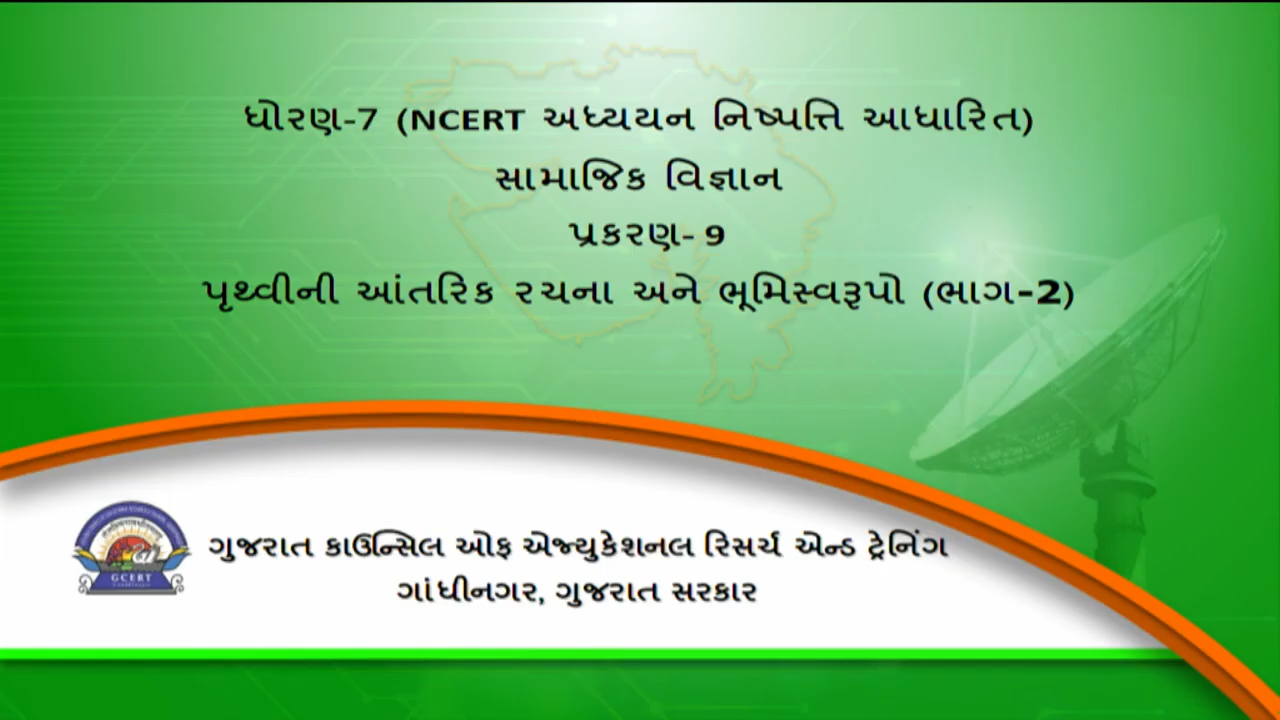 ધોરણ-7 (NCERT અધ્યયન નિષ્પત્તિ આધારિત)
સામાજિક વિજ્ઞાન
પ્રકરણ- 9
પૃથ્વીની આંતરિક રચના અને ભૂમિસ્વરૂપો (ભાગ-2)
ગુજરાત કાઉન્સિલ ઓફ એજ્યુકેશનલ રિસર્ચ એન્ડ ટ્રેનિંગ
ગાંધીનગર, ગુજરાત સરકાર
GCERT